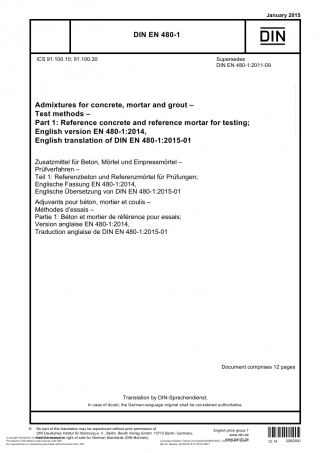 January 2015
DIN EN 480-1
DIN
ICS 91.100.10; 91.100.30
Supersedes
DIN EN 480-1:2011-09
Admixtures for concrete, mortar and grout –
Test methods –
Part 1: Reference concrete and reference mortar for testing;
English version EN 480-1:2014,
English translation of DIN EN 480-1:2015-01
Zusatzmittel für Beton, Mörtel und Einpressmörtel –
Prüfverfahren –
Teil 1: Referenzbeton und Referenzmörtel für Prüfungen;
Englische Fassung EN 480-1:2014,
Englische Übersetzung von DIN EN 480-1:2015-01
Adjuvants pour béton, mortier et coulis –
Méthodes d'essais –
Partie 1: Béton et mortier de référence pour essais;
Version anglaise EN 480-1:2014,
Traduction anglaise de DIN EN 480-1:2015-01
Document comprises 12 pages
Translation by DIN-Sprachendienst.
In case of doubt, the German-language original shall be considered authoritative.
© No part of this translation may be reproduced without prior permission of
DIN Deutsches Institut für Normung e. V., Berlin. Beuth Verlag GmbH, 10772 Berlin, Germany,
has the exclusive right of sale for German Standards (DIN-Normen).
English price group 7
www.din.de
www.beuth.de
12.14